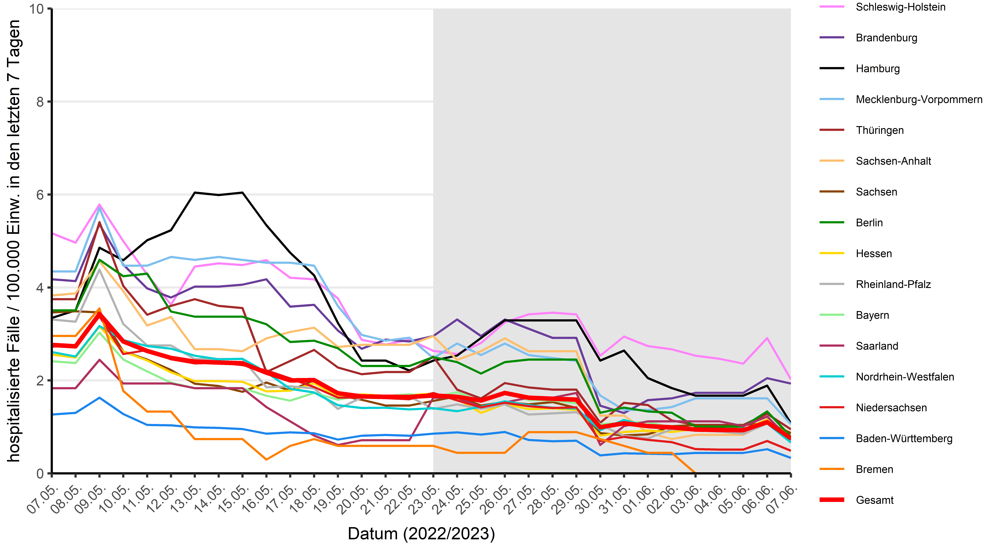 hospitalisierte Fälle / 100.000 Einw. in den letzten 7 Tagen
10
8
6
4
2
0
07.05.
08.05.
09.05.
10.05.
11.05.
12.05.
13.05.
14.05.
15.05.
16.05.
17.05.
18.05.
19.05.
20.05.
21.05.
22.05.
23.05.
24.05.
25.05.
26.05.
27.05.
28.05.
29.05.
30.05.
31.05.
01.06.
02.06.
03.06.
04.06.
05.06.
06.06.
07.06.
Datum (2022/2023)
Schleswig-Holstein
Brandenburg
Hamburg
Mecklenburg-Vorpommern
Thüringen
Sachsen-Anhalt
Sachsen
Berlin
Hessen
Rheinland-Pfalz
Bayern
Saarland
Nordrhein-Westfalen
Niedersachsen
Baden-Württemberg
Bremen
Gesamt